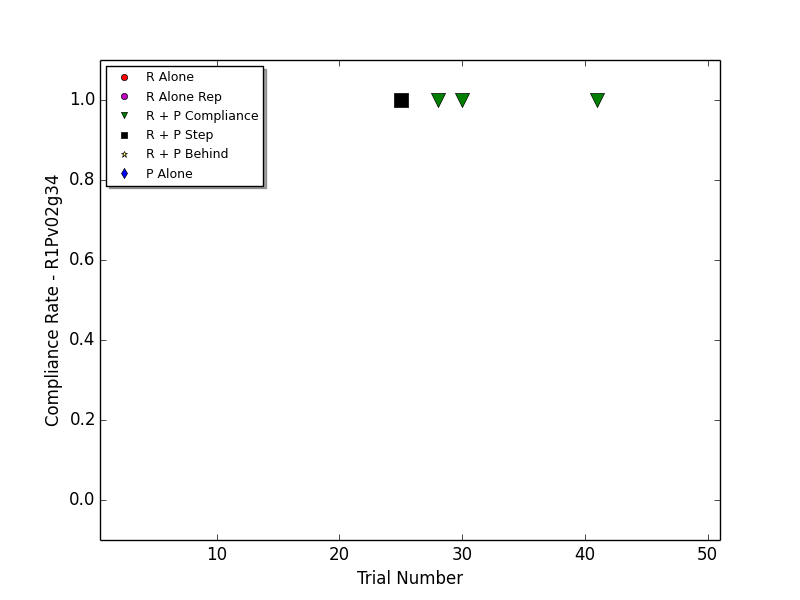 R Alone
R Alone Rep
R + P Compliance
R + P Step
R + P Behind
P Alone
1.0
0.8
0.6
0.4
0.2
0.0
Compliance Rate - R1Pv02g34
10 20 30 40 50
Trial Number